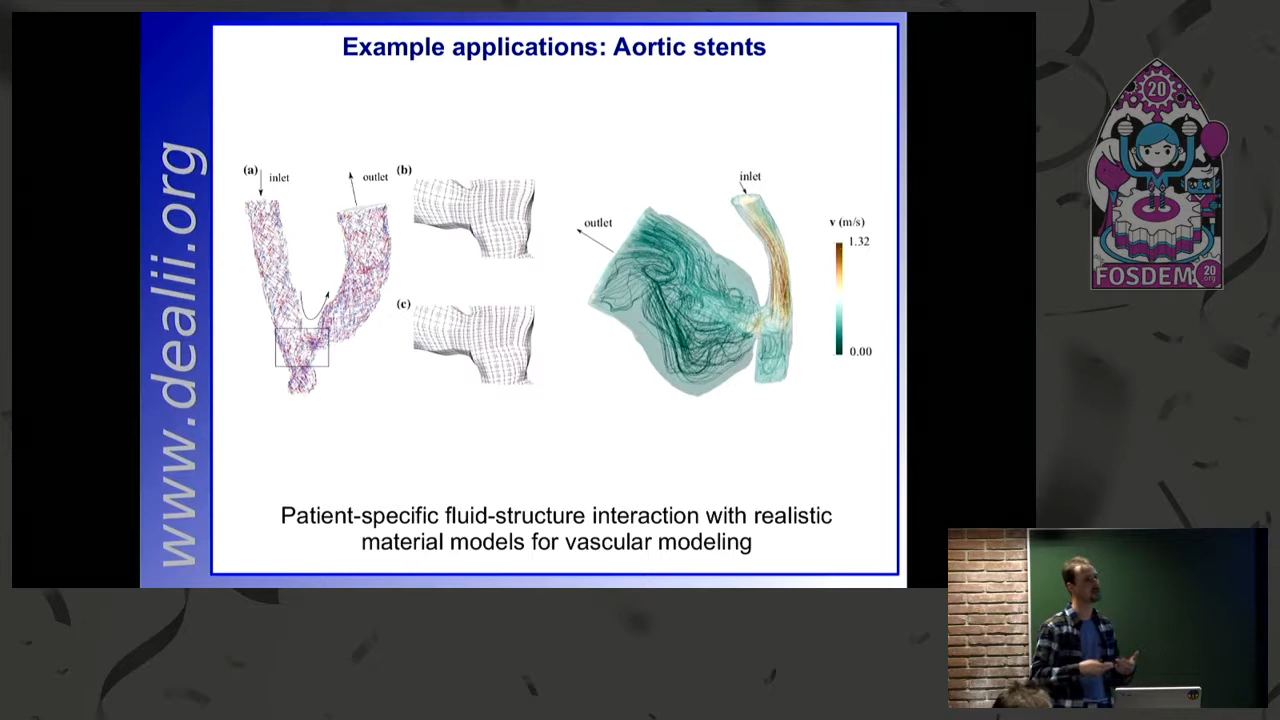 Example applications: Aortic stents
www.dealii.org
(a)
inlet
outlet
(b)
(c)
outlet
inlet
v (m/s)
1.32
0.00
Patient-specific fluid-structure interaction with realistic
material models for vascular modeling
20
FOSDEM
20
org